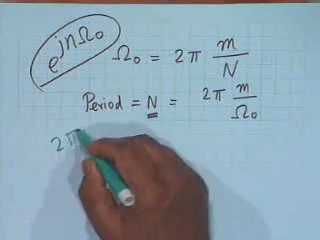 e^{jnΩ₀} Ω₀ = 2π m/N
Period = N = 2π m/Ω₀
2π